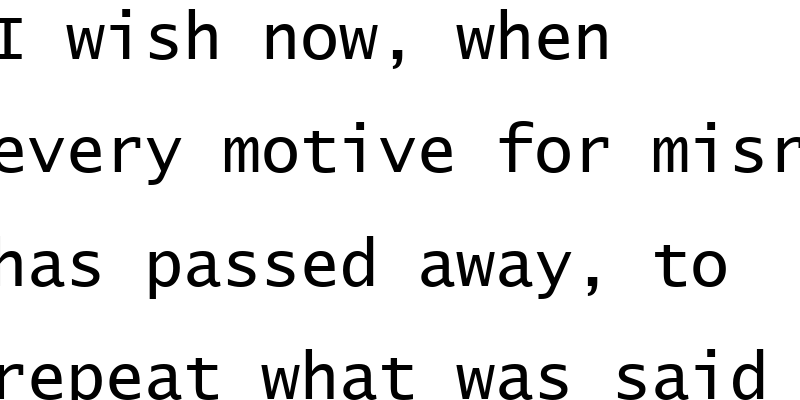 I wish now, when
every motive for
has passed away, to
repeat what was said